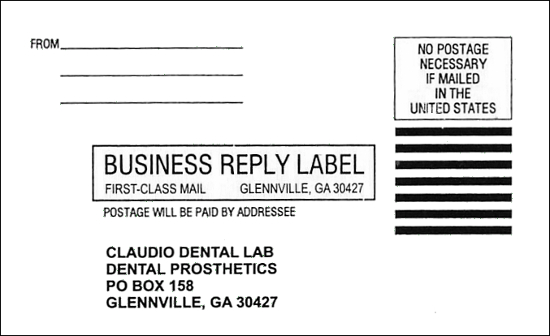 FROM
NO POSTAGE
NECESSARY
IF MAILED
IN THE
UNITED STATES
BUSINESS REPLY LABEL
FIRST-CLASS MAIL GLENNVILLE, GA 30427
POSTAGE WILL BE PAID BY ADDRESSEE
CLAUDIO DENTAL LAB
DENTAL PROSTHETICS
PO BOX 158
GLENNVILLE, GA 30427